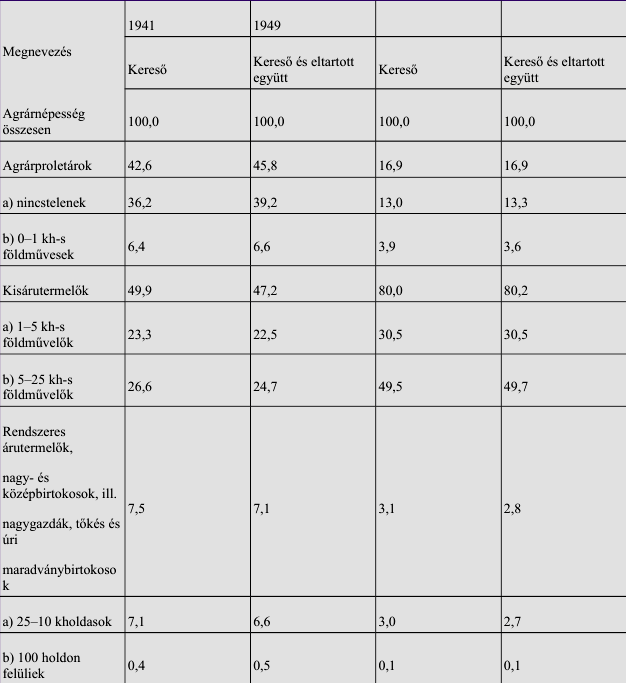 Megnevezés
1941
1949
Kereső
Kereső és eltartott
együtt
Kereső
Kereső és eltartott
együtt
Agrárnépesség
összesen
100,0
100,0
100,0
100,0
Agrárproletárok
42,6
45,8
16,9
16,9
a) nincstelenek
36,2
39,2
13,0
13,3
b) 0–1 kh-s
földművesek
6,4
6,6
3,9
3,6
Kisárutermelők
49,9
47,2
80,0
80,2
a) 1–5 kh-s
földművelők
23,3
22,5
30,5
30,5
b) 5–25 kh-s
földművelők
26,6
24,7
49,5
49,7
Rendszeres
árutermelők,
nagy- és
középbirtokosok, ill.
nagygazdák, tőkés és
úri
maradványbirtokoso
k
7,5
7,1
3,1
2,8
a) 25–10 kholdasok
7,1
6,6
3,0
2,7
b) 100 holdon
felüliek
0,4
0,5
0,1
0,1